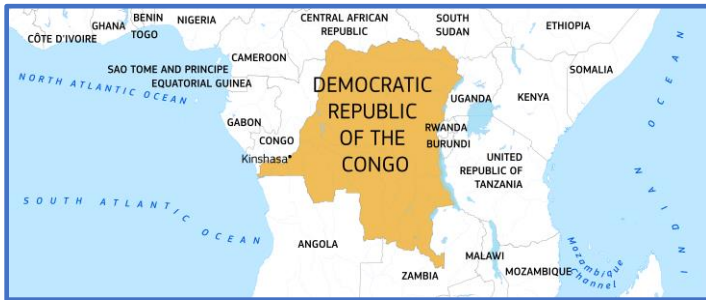 GHANA
BENIN
NIGERIA
CÔTE D'IVOIRE
TOGO
CENTRAL AFRICAN
REPUBLIC
SOUTH
SUDAN
ETHIOPIA
CAMEROON
SOMALIA
SAO TOME AND PRINCIPE
EQUATORIAL GUINEA
NORTH ATLANTIC OCEAN
DEMOCRATIC
REPUBLIC
OF THE
CONGO
UGANDA
KENYA
GABON
CONGO
RWANDA
BURUNDI
Kinshasa
UNITED
REPUBLIC OF
TANZANIA
SOUTH ATLANTIC OCEAN
INDIAN OCEAN
ANGOLA
MALAWI
ZAMBIA
MOZAMBIQUE
Mozambique
Channel